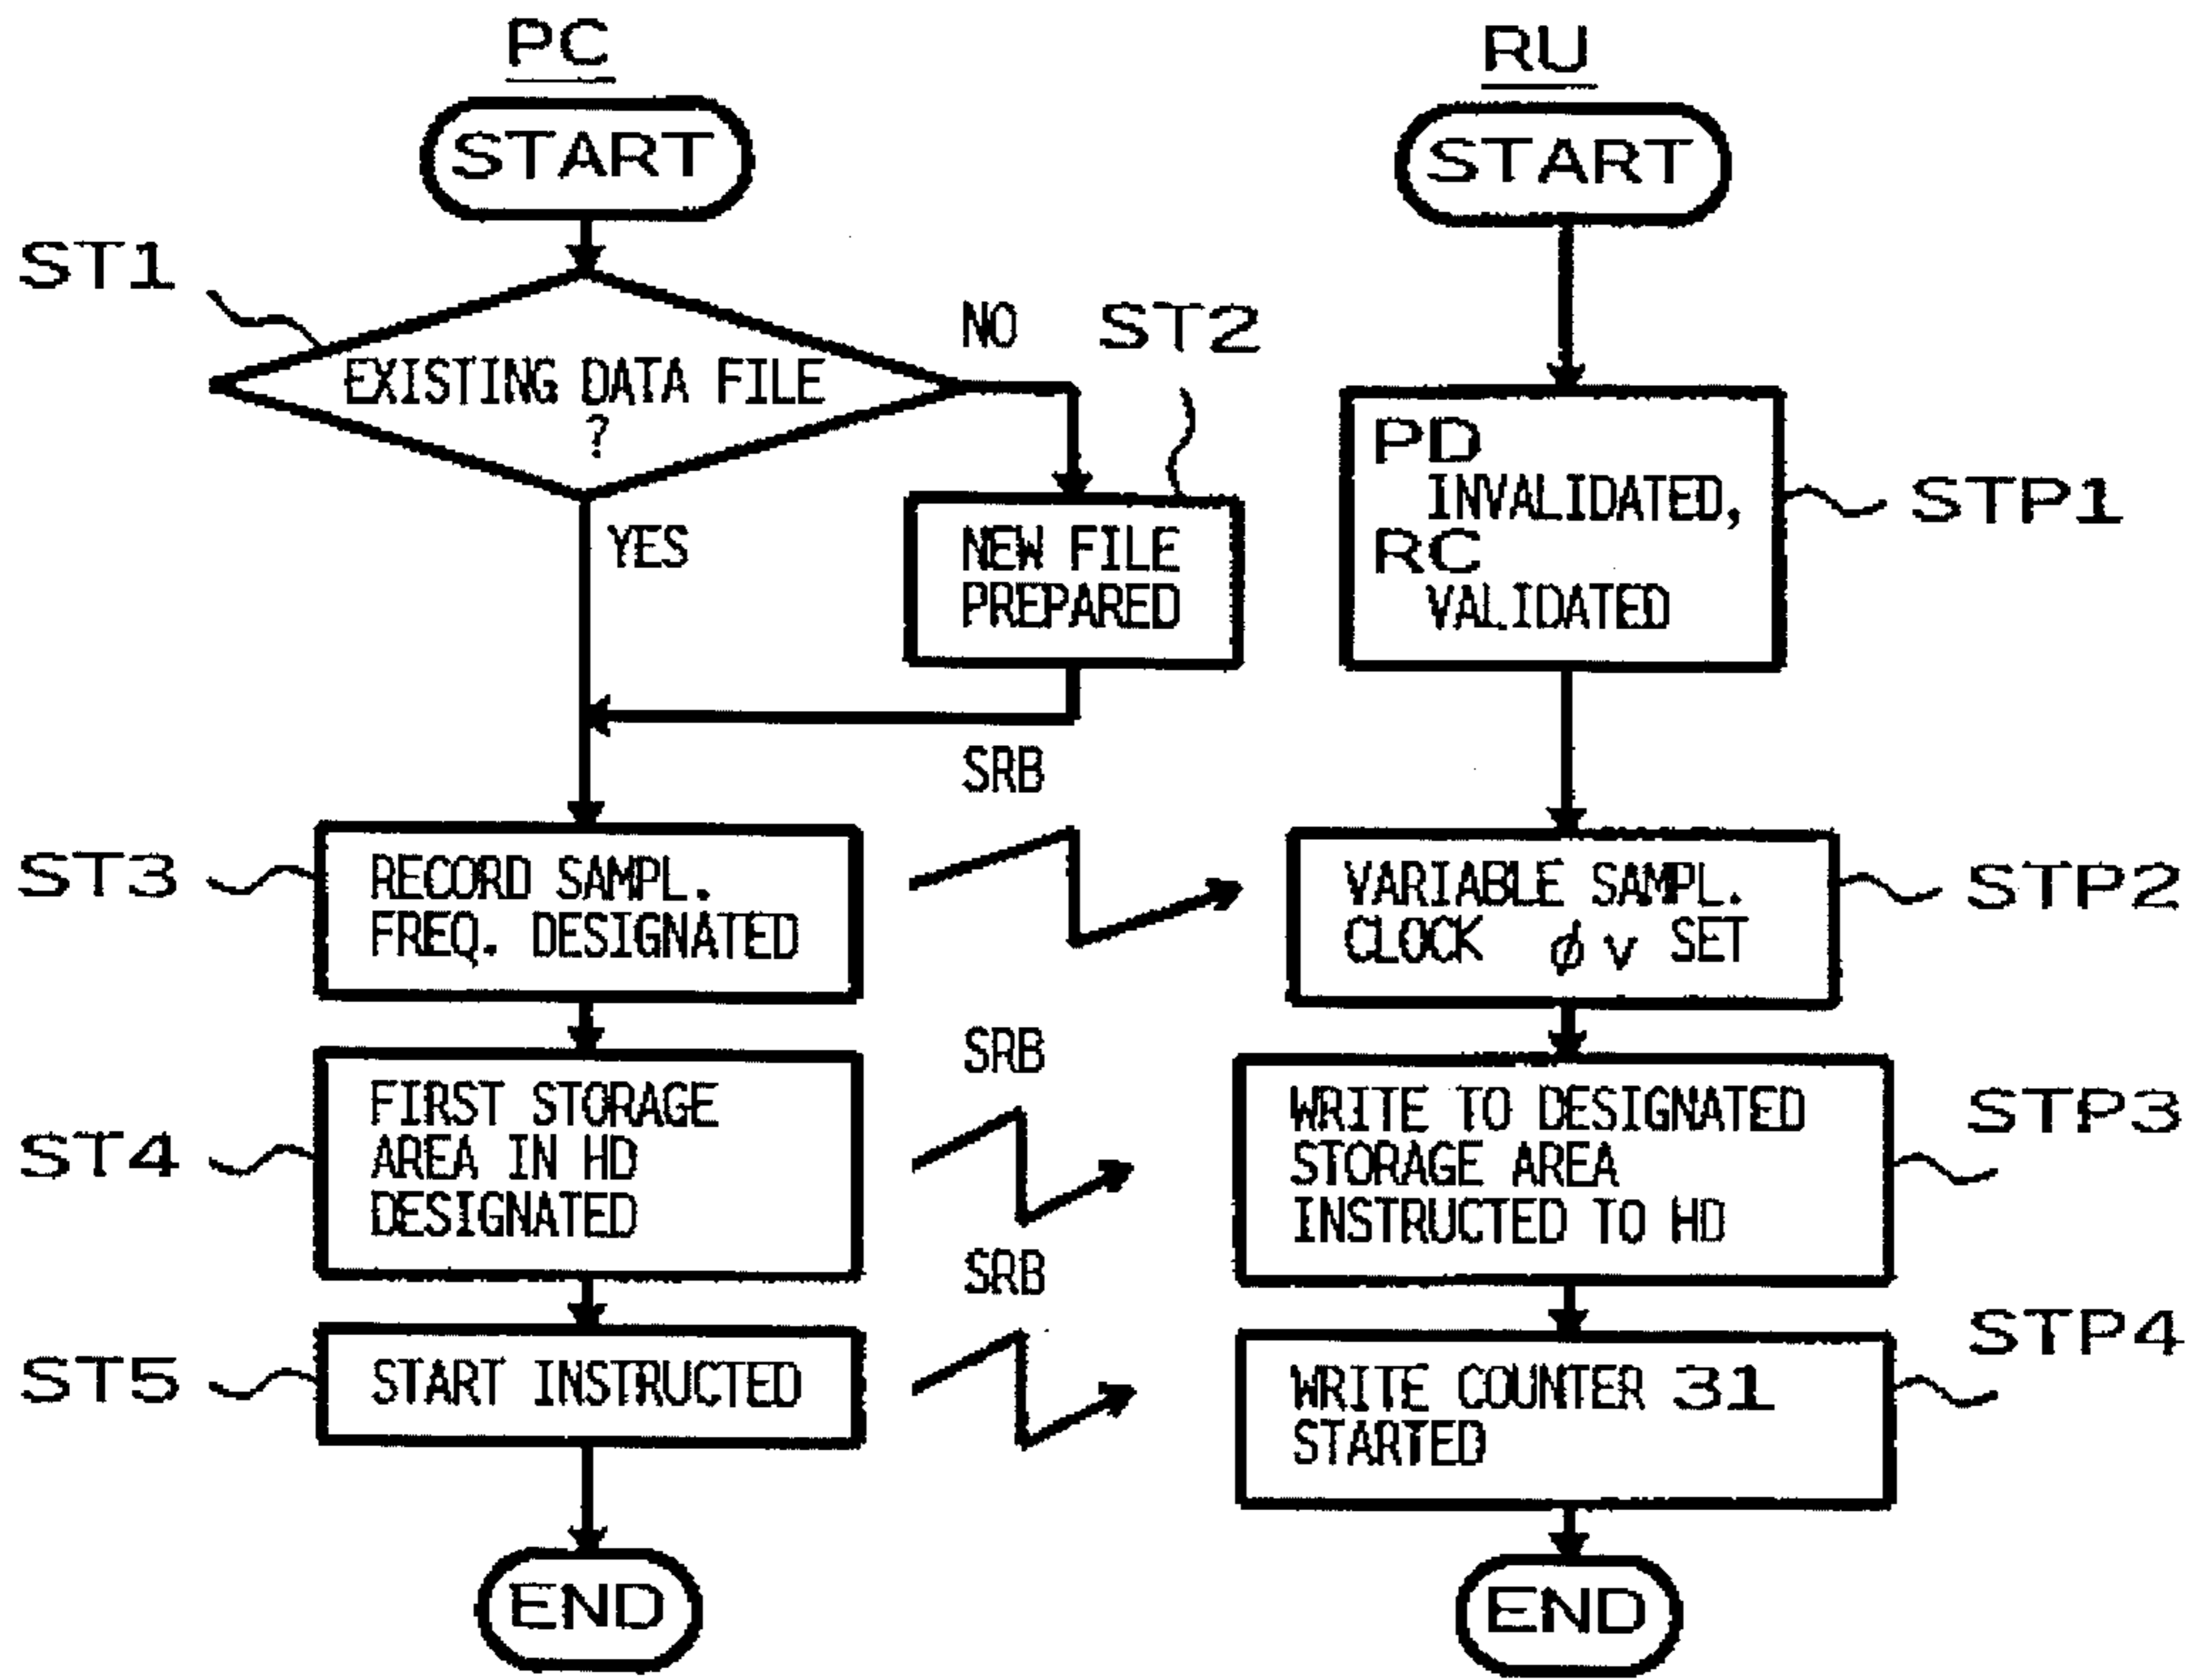 PC
START
ST1
EXISTING DATA FILE
?
NO
YES
ST2
NEW FILE
PREPARED
SRB
ST3
RECORD SAMPL.
FREQ. DESIGNATED
SRB
ST4
FIRST STORAGE
AREA IN HD
DESIGNATED
SRB
ST5
START INSTRUCTED
END
RU
START
PD
INVALIDATED,
RC
VALIDATED
STP1
VARIABLE SAMPL.
CLOCK ϕ v SET
STP2
WRITE TO DESIGNATED
STORAGE AREA
INSTRUCTED TO HD
STP3
WRITE COUNTER 31
STARTED
STP4
END